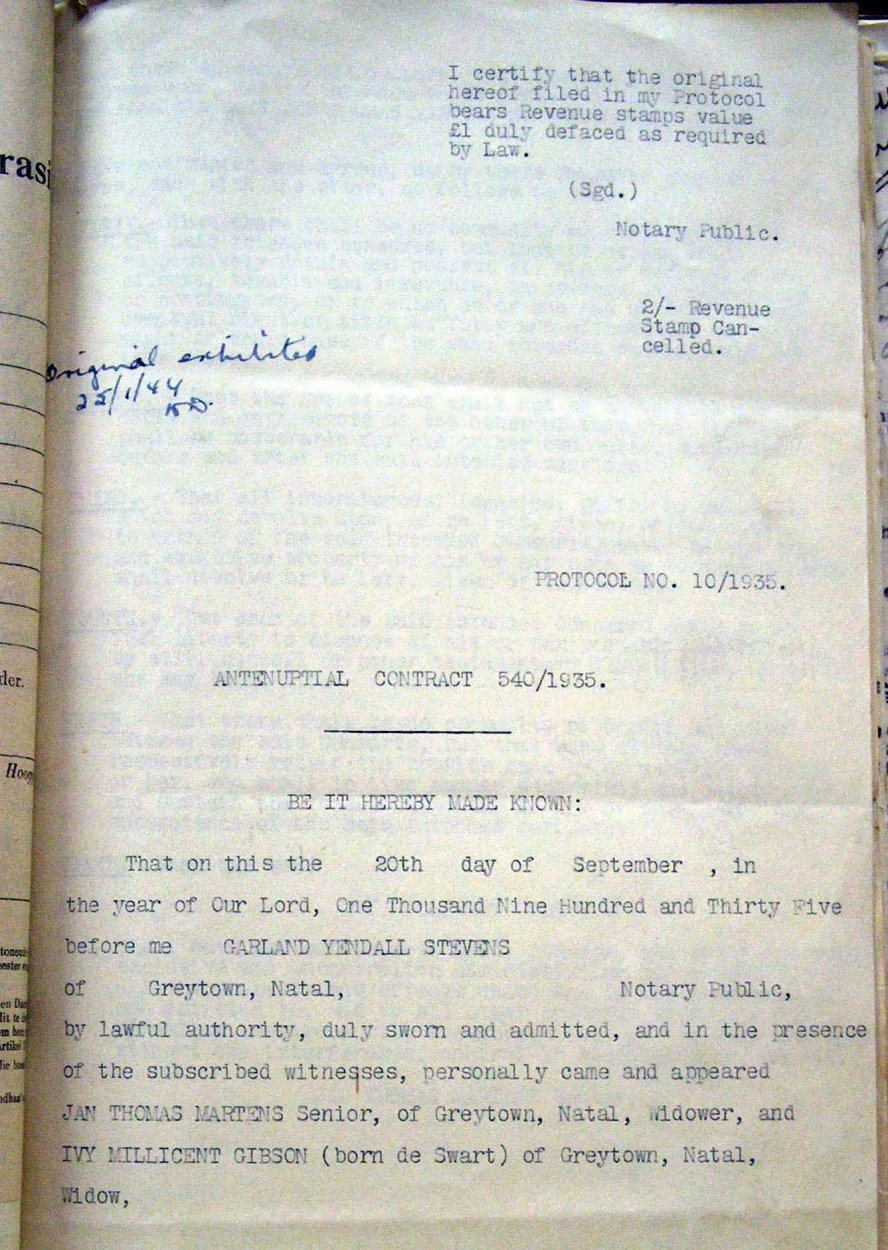 I certify that the original
hereof filed in my Protocol
bears Revenue stamps value
£1 duly defaced as required
by Law.
(Sgd.)
Notary Public.
2/- Revenue
Stamp Can-
celled.
Original exhibited
25/1/44
PROTOCOL NO. 10/1935.
ANTENUPTIAL CONTRACT 540/1935.
BE IT HEREBY MADE KNOWN:
That on this the 20th day of September , in
the year of Our Lord, One Thousand Nine Hundred and Thirty Five
before me GARLAND YENDALL STEVENS
of Greytown, Natal, Notary Public,
by lawful authority, duly sworn and admitted, and in the presence
of the subscribed witnesses, personally came and appeared
JAN THOMAS MARTENS Senior, of Greytown, Natal, Widower, and
IVY MILLICENT GIBSON (born de Swart) of Greytown, Natal,
Widow,